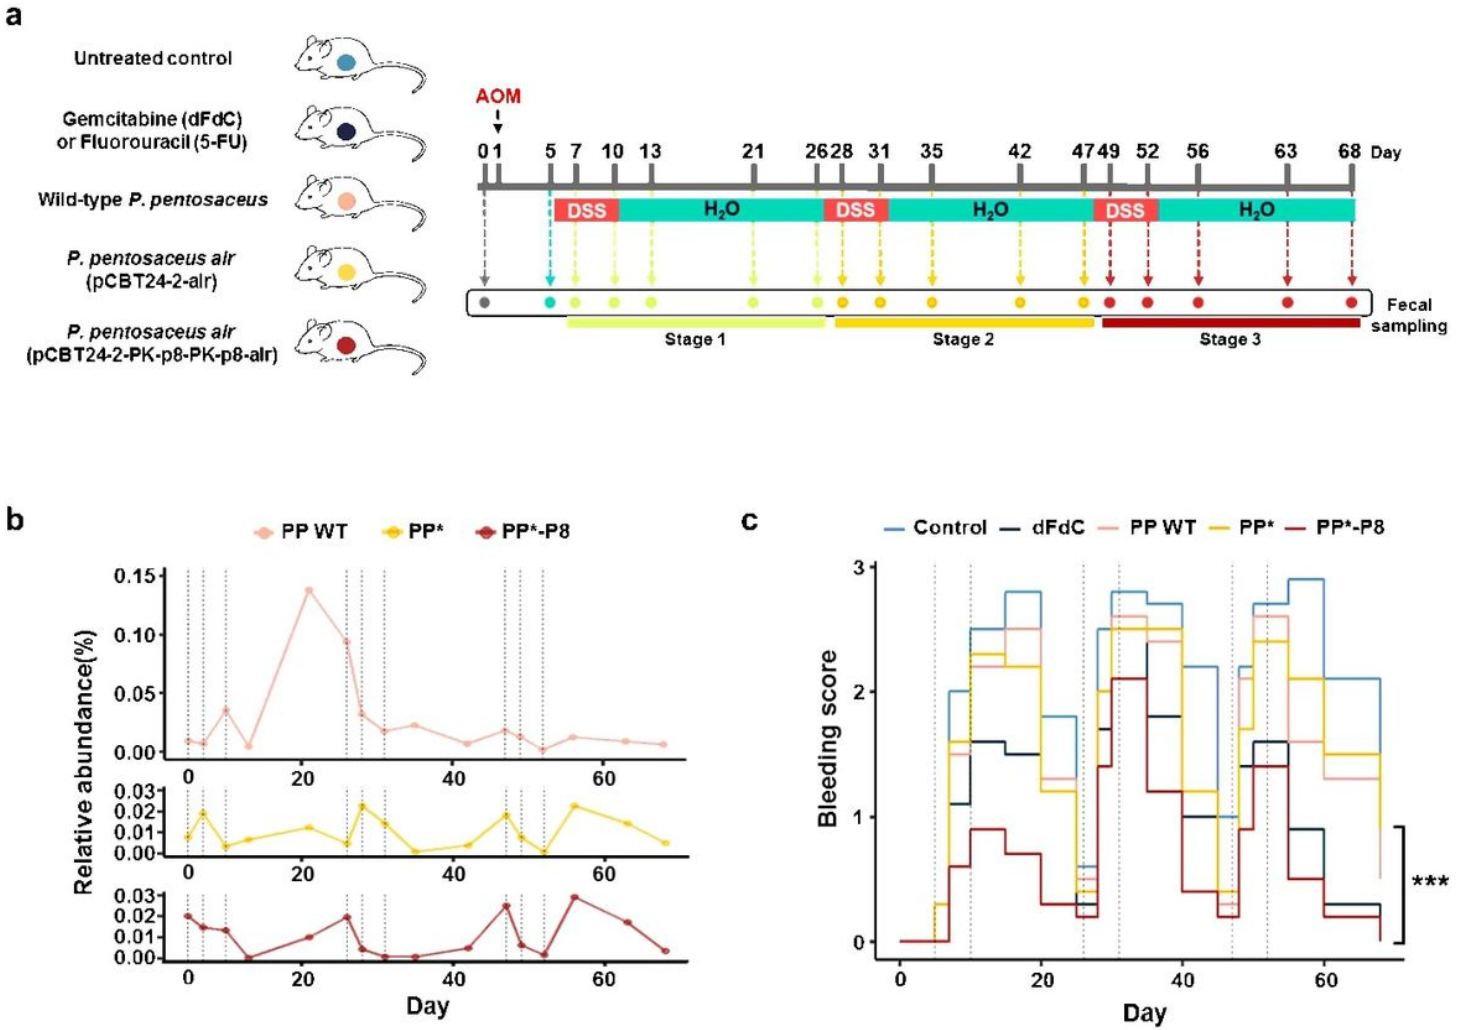 a
Untreated control
Gemcitabine (dFdC)
or Fluorouracil (5-FU)
Wild-type P. pentosaceus
P. pentosaceus alr
(pCBT24-2-alr)
P. pentosaceus alr
(pCBT24-2-PK-p8-PK-p8-alr)
AOM
0 1 5 7 10 13 21 26 28 31 35 42 47 49 52 56 63 68 Day
DSS H2O DSS H2O DSS H2O
Fecal
sampling
Stage 1 Stage 2 Stage 3
b
PP WT PP* PP*-P8
Relative abundance(%)
0.15
0.10
0.05
0.00
0 20 40 60
0.03
0.02
0.01
0.00
0 20 40 60
0.03
0.02
0.01
0.00
0 20 40 60
Day
c
Control dFdC PP WT PP* PP*-P8
Bleeding score
3
2
1
0
***
0 20 40 60
Day